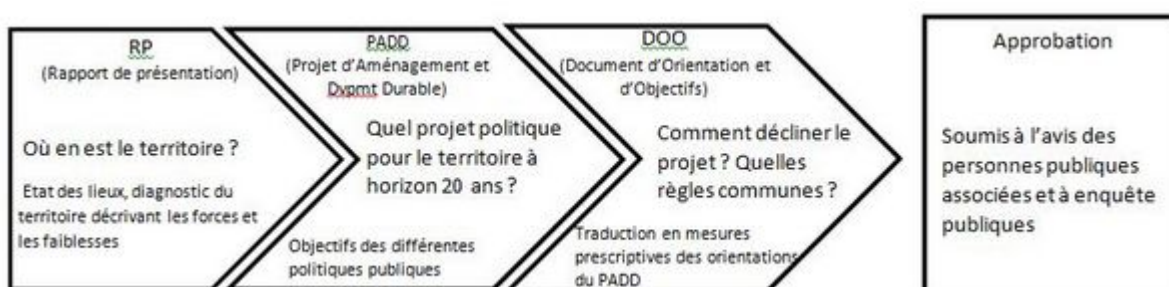 RP
(Rapport de présentation)
Où en est le territoire ?
Etat des lieux, diagnostic du
territoire décrivant les forces et
les faiblesses
PADD
(Projet d'Aménagement et
Dvpmt Durable)
Quel projet politique
pour le territoire à
horizon 20 ans ?
Objectifs des différentes
politiques publiques
DOO
(Document d'Orientation et
d'Objectifs)
Comment décliner le
projet ? Quelles
règles communes ?
Traduction en mesures
prescriptives des orientations
du PADD
Approbation
Soumis à l'avis des
personnes publiques
associées et à enquête
publiques